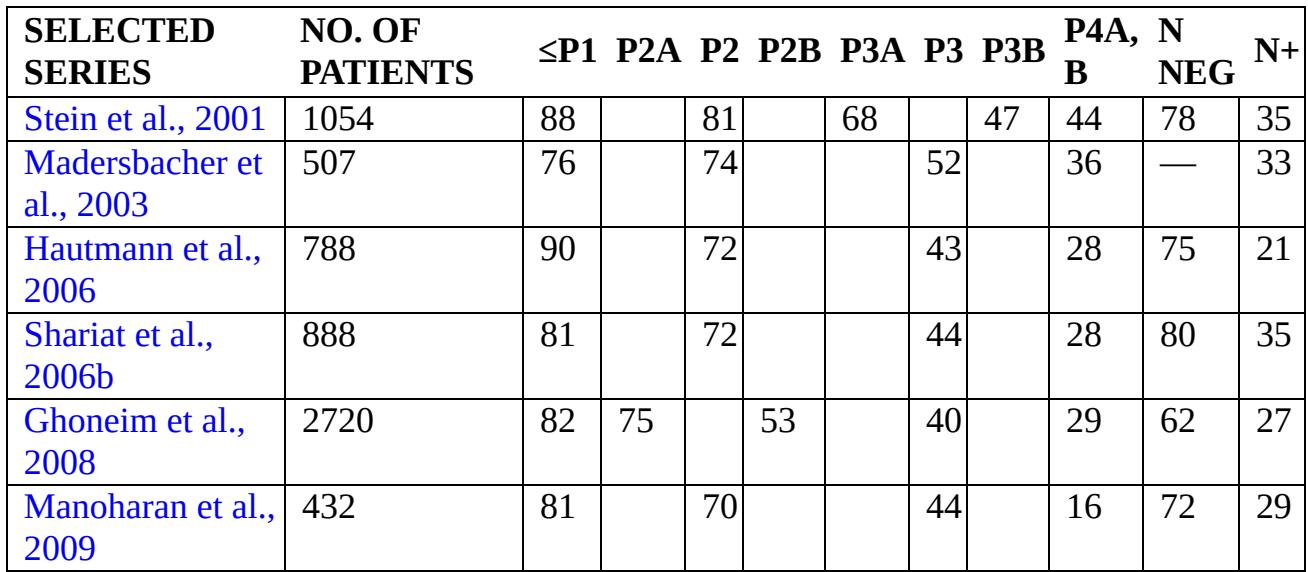 SELECTED SERIES NO. OF PATIENTS ≤P1 P2A P2 P2B P3A P3 P3B P4A, B N NEG N+
Stein et al., 2001 1054 88 81 68 47 44 78 35
Madersbacher et al., 2003 507 76 74 52 36 — 33
Hautmann et al., 2006 788 90 72 43 28 75 21
Shariat et al., 2006b 888 81 72 44 28 80 35
Ghoneim et al., 2008 2720 82 75 53 40 29 62 27
Manoharan et al., 2009 432 81 70 44 16 72 29